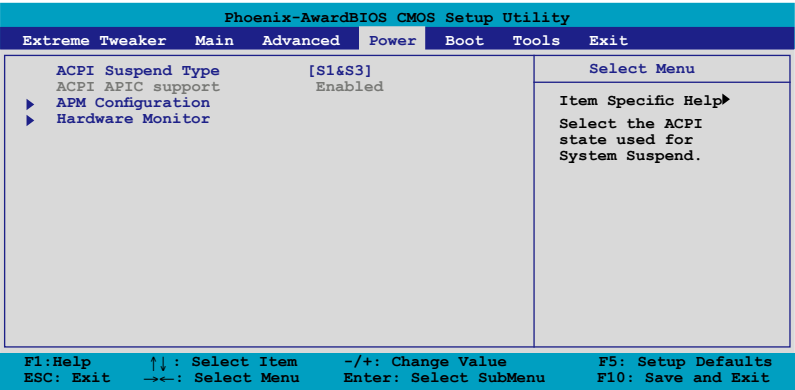 Phoenix-AwardBIOS CMOS Setup Utility
Extreme Tweaker Main Advanced Power Boot Tools Exit
ACPI Suspend Type [S1&S3]
ACPI APIC support Enabled
▶ APM Configuration
▶ Hardware Monitor
Select Menu
Item Specific Help▶
Select the ACPI
state used for
System Suspend.
F1:Help ↑↓: Select Item -/+: Change Value F5: Setup Defaults
ESC: Exit →←: Select Menu Enter: Select SubMenu F10: Save and Exit